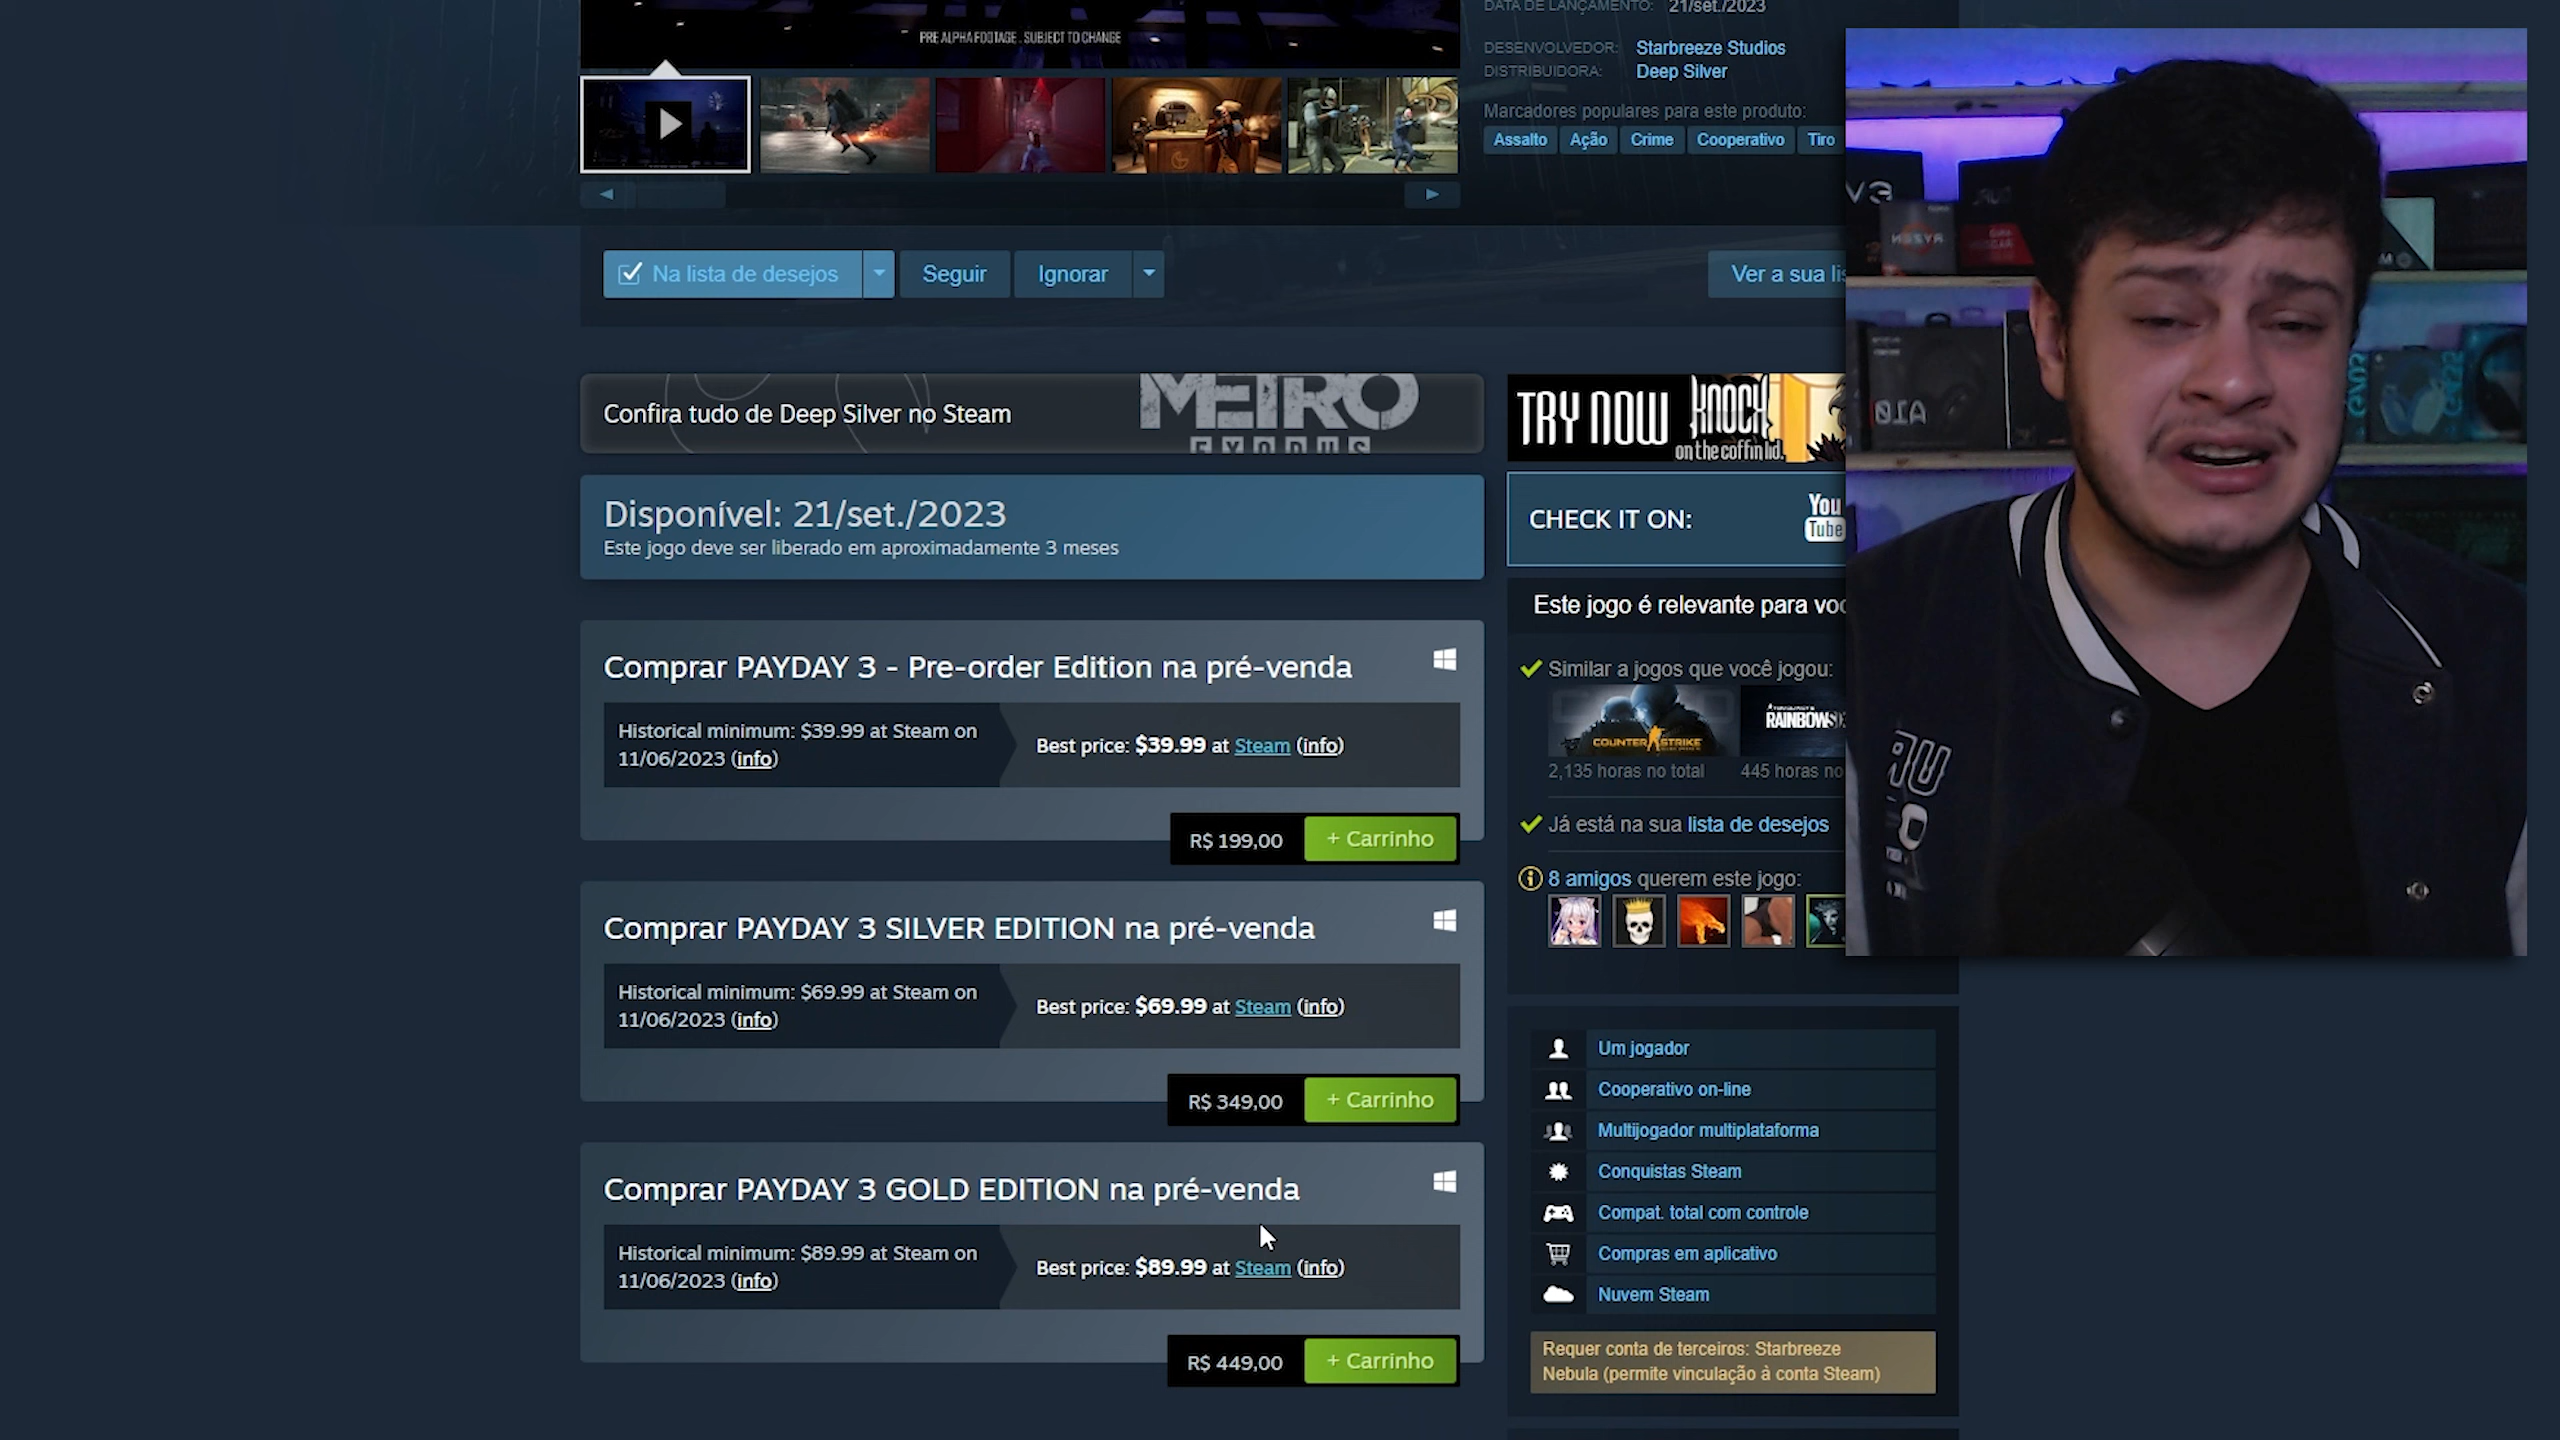 PRE ALPHA FOOTAGE . SUBJECT TO CHANGE
DATA DE LANÇAMENTO: 21/set./2023
DESENVOLVEDOR: Starbreeze Studios
DISTRIBUIDORA: Deep Silver
Marcadores populares para este produto:
Assalto Ação Crime Cooperativo Tiro
Na lista de desejos Seguir Ignorar Ver a sua lis
Confira tudo de Deep Silver no Steam
METRO
EXODUS
TRY NOW KNOCK
on the coffin lid.
Disponível: 21/set./2023
Este jogo deve ser liberado em aproximadamente 3 meses
CHECK IT ON: You
Tube
Este jogo é relevante para voc
Comprar PAYDAY 3 - Pre-order Edition na pré-venda
Historical minimum: $39.99 at Steam on
11/06/2023 (info)
Best price: $39.99 at Steam (info)
R$ 199,00 + Carrinho
Similar a jogos que você jogou:
COUNTER STRIKE
RAINBOWSI
2,135 horas no total 445 horas no
Já está na sua lista de desejos
8 amigos querem este jogo:
Comprar PAYDAY 3 SILVER EDITION na pré-venda
Historical minimum: $69.99 at Steam on
11/06/2023 (info)
Best price: $69.99 at Steam (info)
R$ 349,00 + Carrinho
Comprar PAYDAY 3 GOLD EDITION na pré-venda
Historical minimum: $89.99 at Steam on
11/06/2023 (info)
Best price: $89.99 at Steam (info)
R$ 449,00 + Carrinho
Um jogador
Cooperativo on-line
Multijogador multiplataforma
Conquistas Steam
Compat. total com controle
Compras em aplicativo
Nuvem Steam
Requer conta de terceiros: Starbreeze
Nebula (permite vinculação à conta Steam)
V3
RYZEN
A10